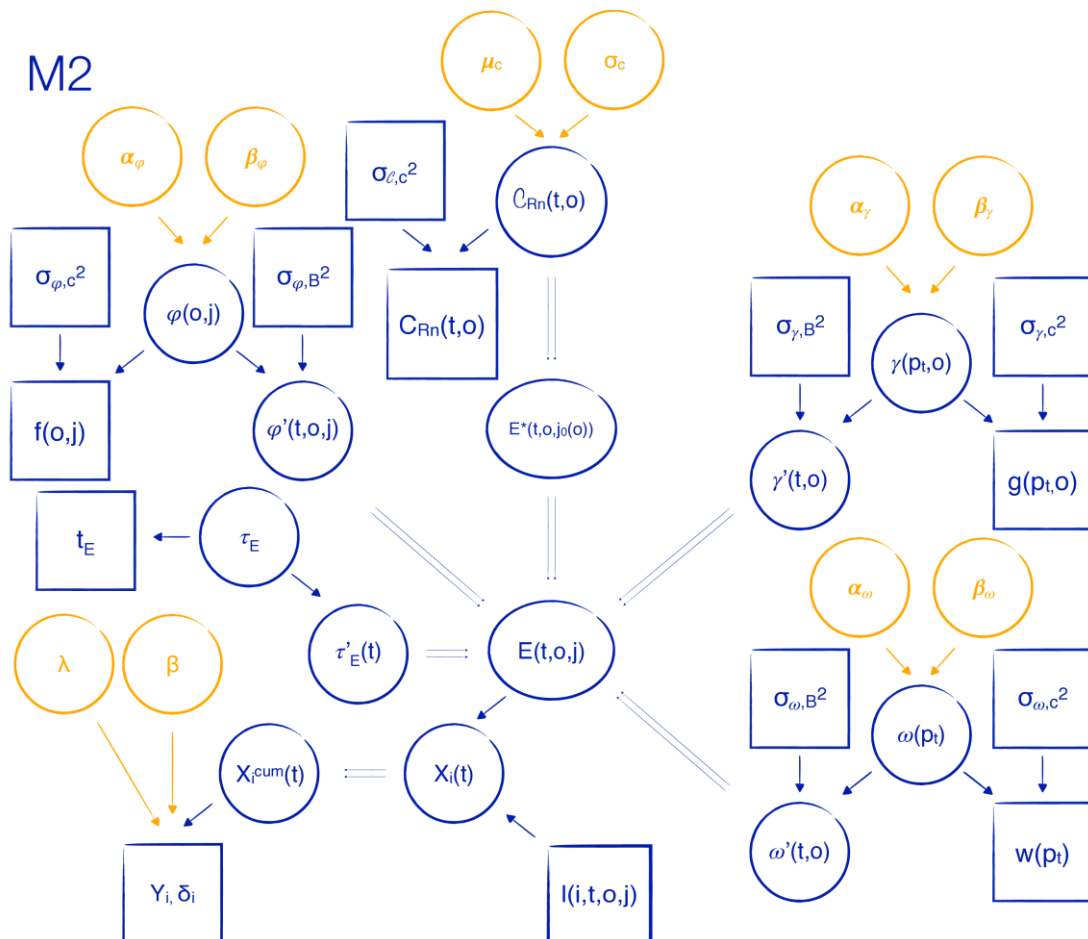 M2
μc
σc
αφ
βφ
σ𝒞,c²
𝒞Rn(t,o)
αγ
βγ
σφ,c²
φ(o,j)
σφ,B²
CRn(t,o)
σγ,B²
γ(pt,o)
σγ,c²
f(o,j)
φ'(t,o,j)
E*(t,o,j₀(o))
γ'(t,o)
g(pt,o)
tE
τE
αω
βω
λ
β
τ'E(t)
E(t,o,j)
σω,B²
ω(pt)
σω,c²
Xicum(t)
Xi(t)
ω'(t,o)
w(pt)
Yi, δi
I(i,t,o,j)